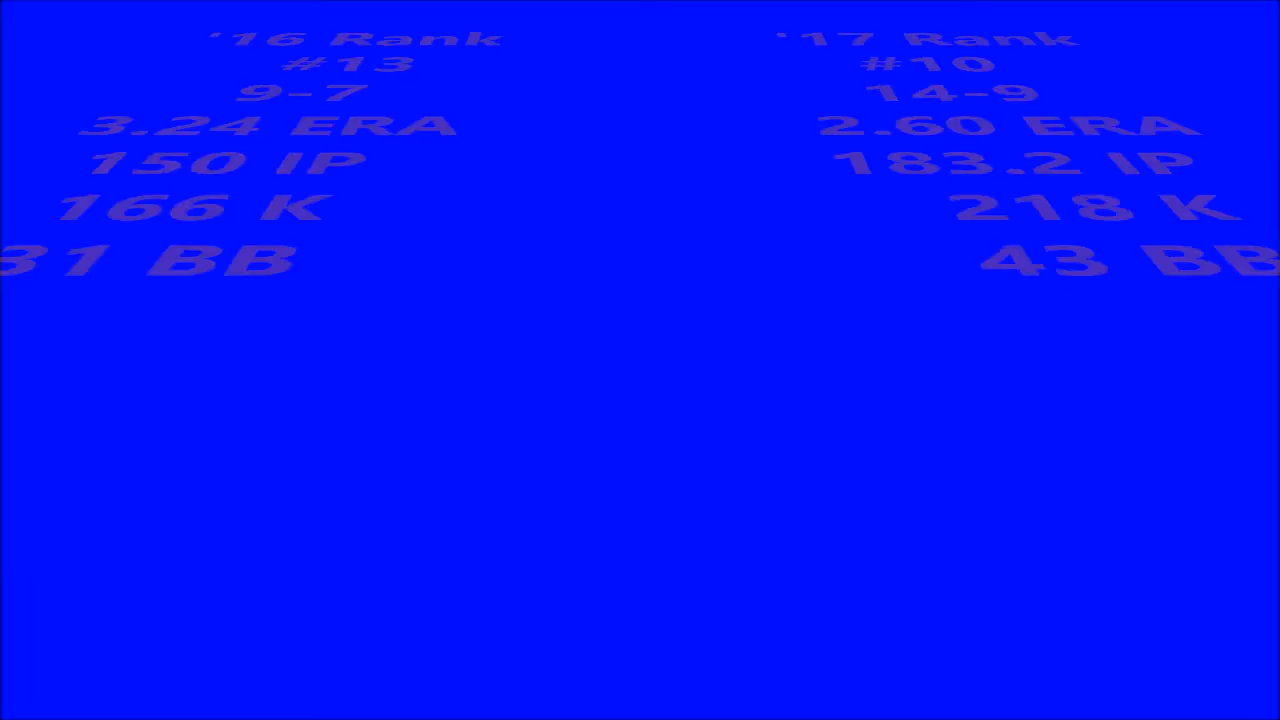 '16 Rank
#13
9-7
3.24 ERA
150 IP
166 K
31 BB
'17 Rank
#10
14-9
2.60 ERA
183.2 IP
218 K
43 BB